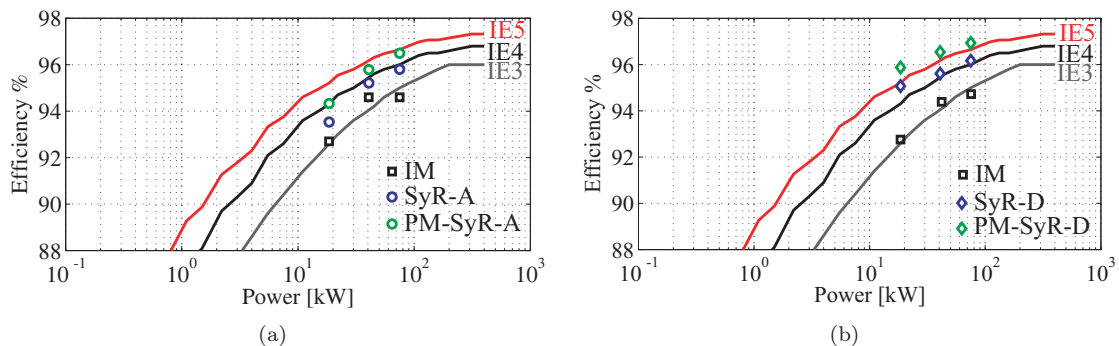 98
96
94
92
90
88
Efficiency %
IE5
IE4
IE3
IM
SyR-A
PM-SyR-A
10^-1
10^0
10^1
10^2
10^3
Power [kW]
(a)
98
96
94
92
90
88
Efficiency %
IE5
IE4
IE3
IM
SyR-D
PM-SyR-D
10^-1
10^0
10^1
10^2
10^3
Power [kW]
(b)